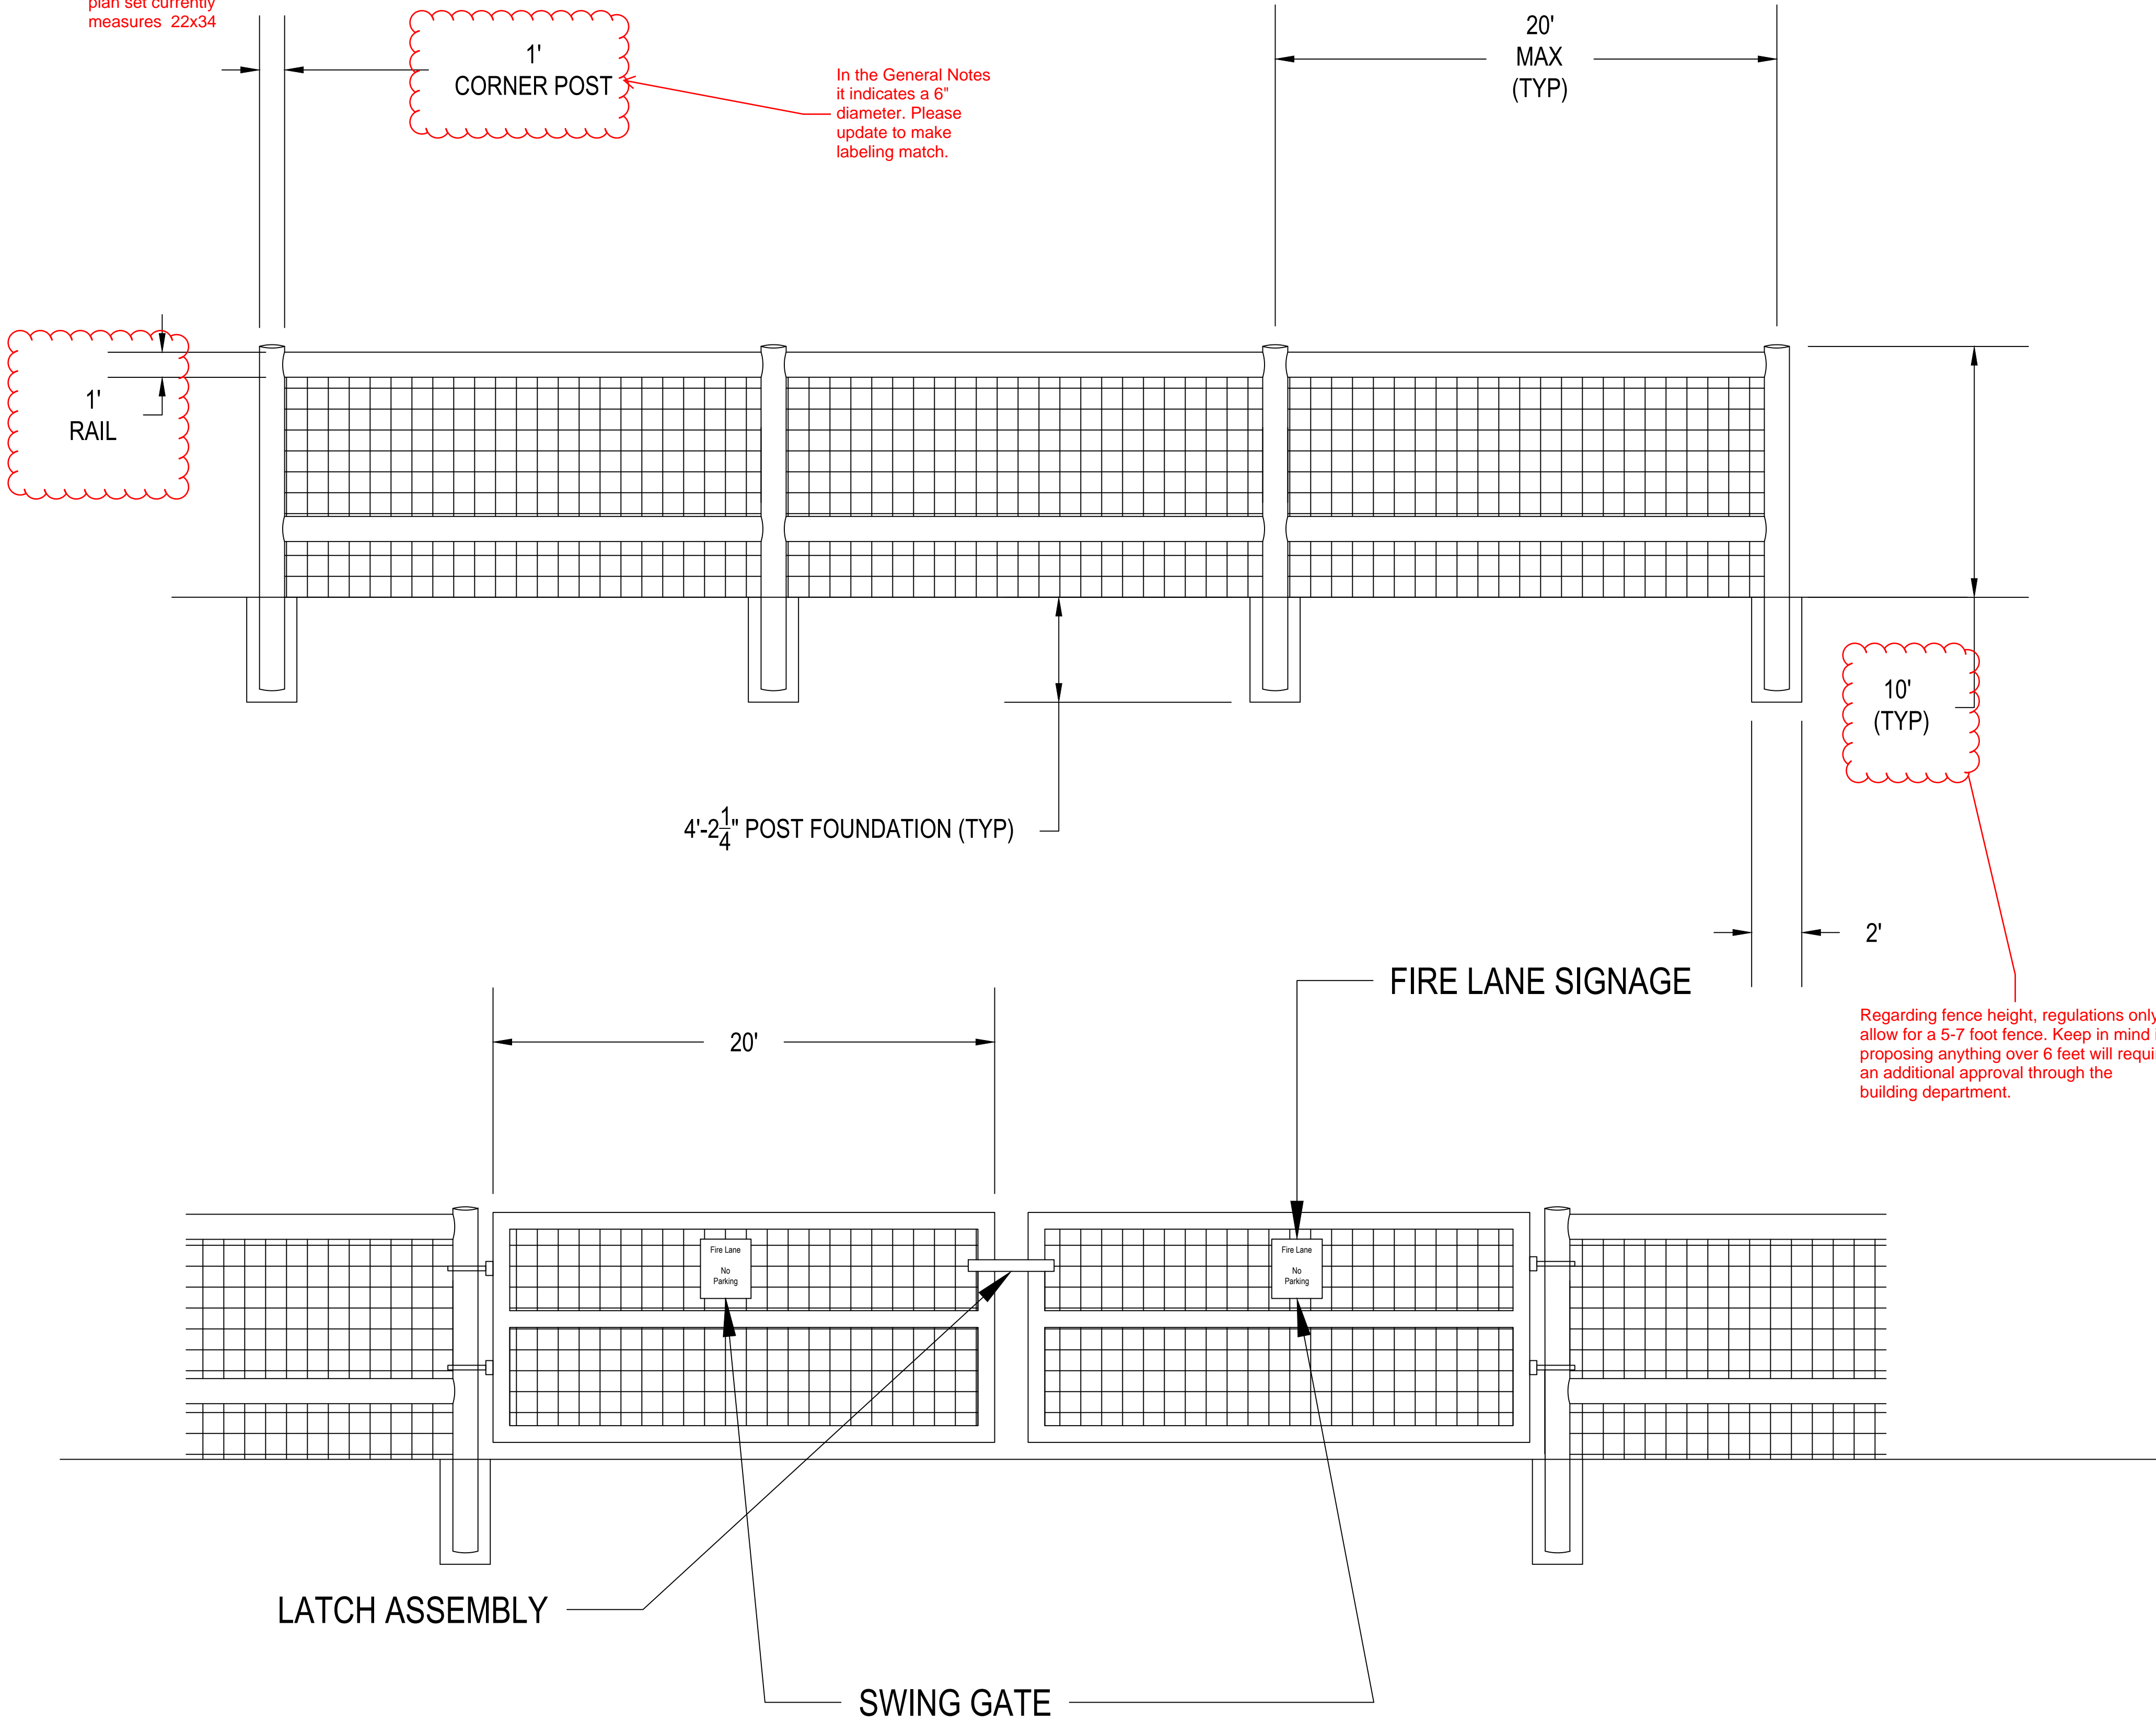 plan set currently
measures 22x34
1'
CORNER POST
In the General Notes
it indicates a 6"
diameter. Please
update to make
labeling match.
20'
MAX
(TYP)
1'
RAIL
10'
(TYP)
4'-2 1/4" POST FOUNDATION (TYP)
2'
FIRE LANE SIGNAGE
20'
Regarding fence height, regulations only
allow for a 5-7 foot fence. Keep in mind
proposing anything over 6 feet will requi
an additional approval through the
building department.
Fire Lane
No
Parking
Fire Lane
No
Parking
LATCH ASSEMBLY
SWING GATE